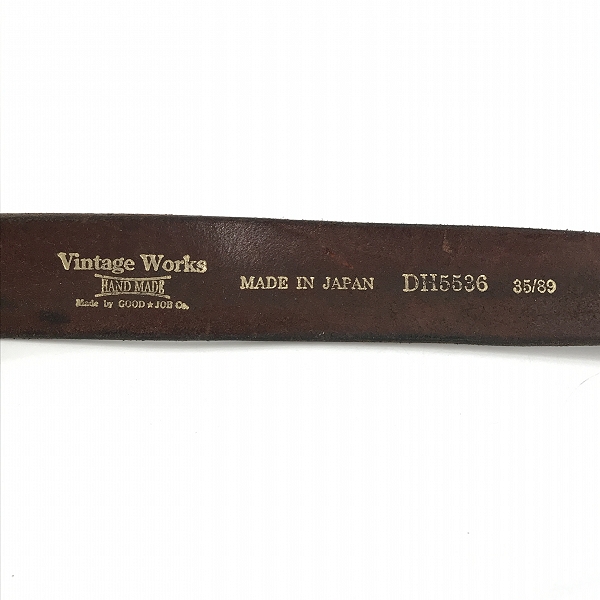 Vintage Works
HAND MADE
Made by GOOD★JOB Co.
MADE IN JAPAN DH5536 35/89